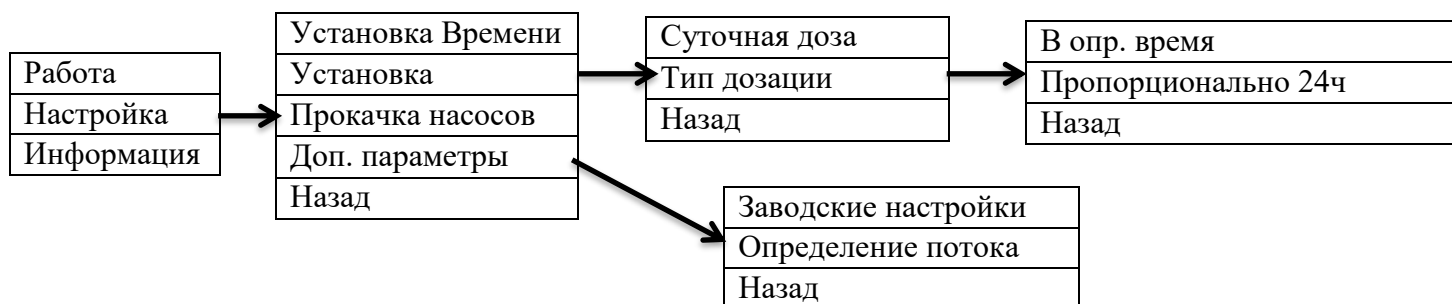 Работа
Настройка
Информация
Установка Времени
Установка
Прокачка насосов
Доп. параметры
Назад
Суточная доза
Тип дозации
Назад
В опр. время
Пропорционально 24ч
Назад
Заводские настройки
Определение потока
Назад